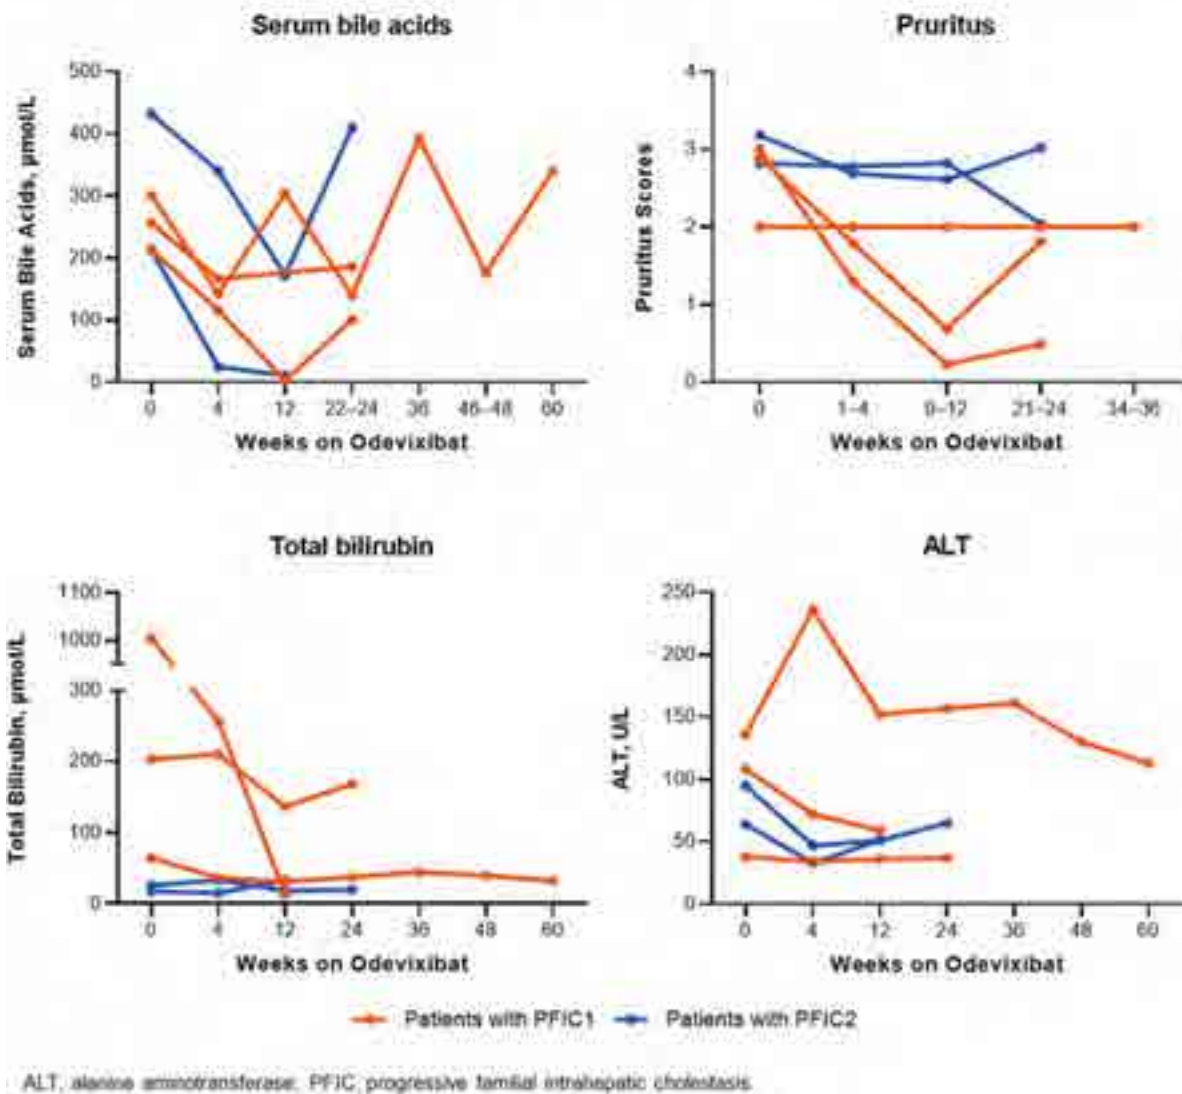 Serum bile acids
Serum Bile Acids, µmol/L
500
400
300
200
100
0
0 4 12 22–24 36 46–48 60
Weeks on Odevixibat
Pruritus
Pruritus Scores
4
3
2
1
0
0 1–4 9–12 21–24 34–36
Weeks on Odevixibat
Total bilirubin
Total Bilirubin, µmol/L
1100
1000
300
200
100
0
0 4 12 24 36 48 60
Weeks on Odevixibat
ALT
ALT, U/L
250
200
150
100
50
0
0 4 12 24 36 48 60
Weeks on Odevixibat
Patients with PFIC1 Patients with PFIC2
ALT, alanine aminotransferase; PFIC, progressive familial intrahepatic cholestasis